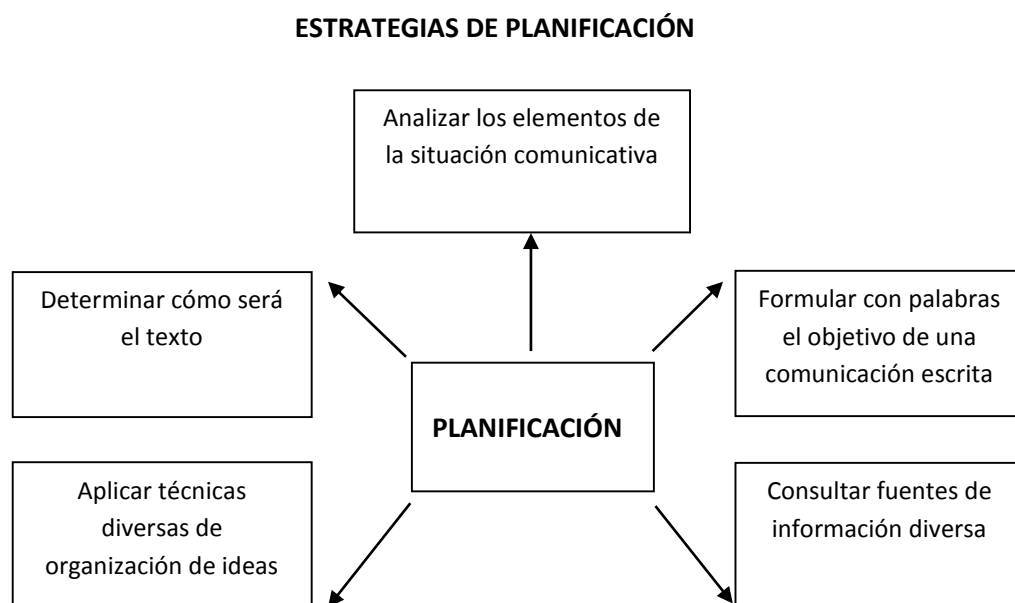 ESTRATEGIAS DE PLANIFICACIÓN
Analizar los elementos de
la situación comunicativa
Determinar cómo será
el texto
Formular con palabras
el objetivo de una
comunicación escrita
PLANIFICACIÓN
Aplicar técnicas
diversas de
organización de ideas
Consultar fuentes de
información diversa